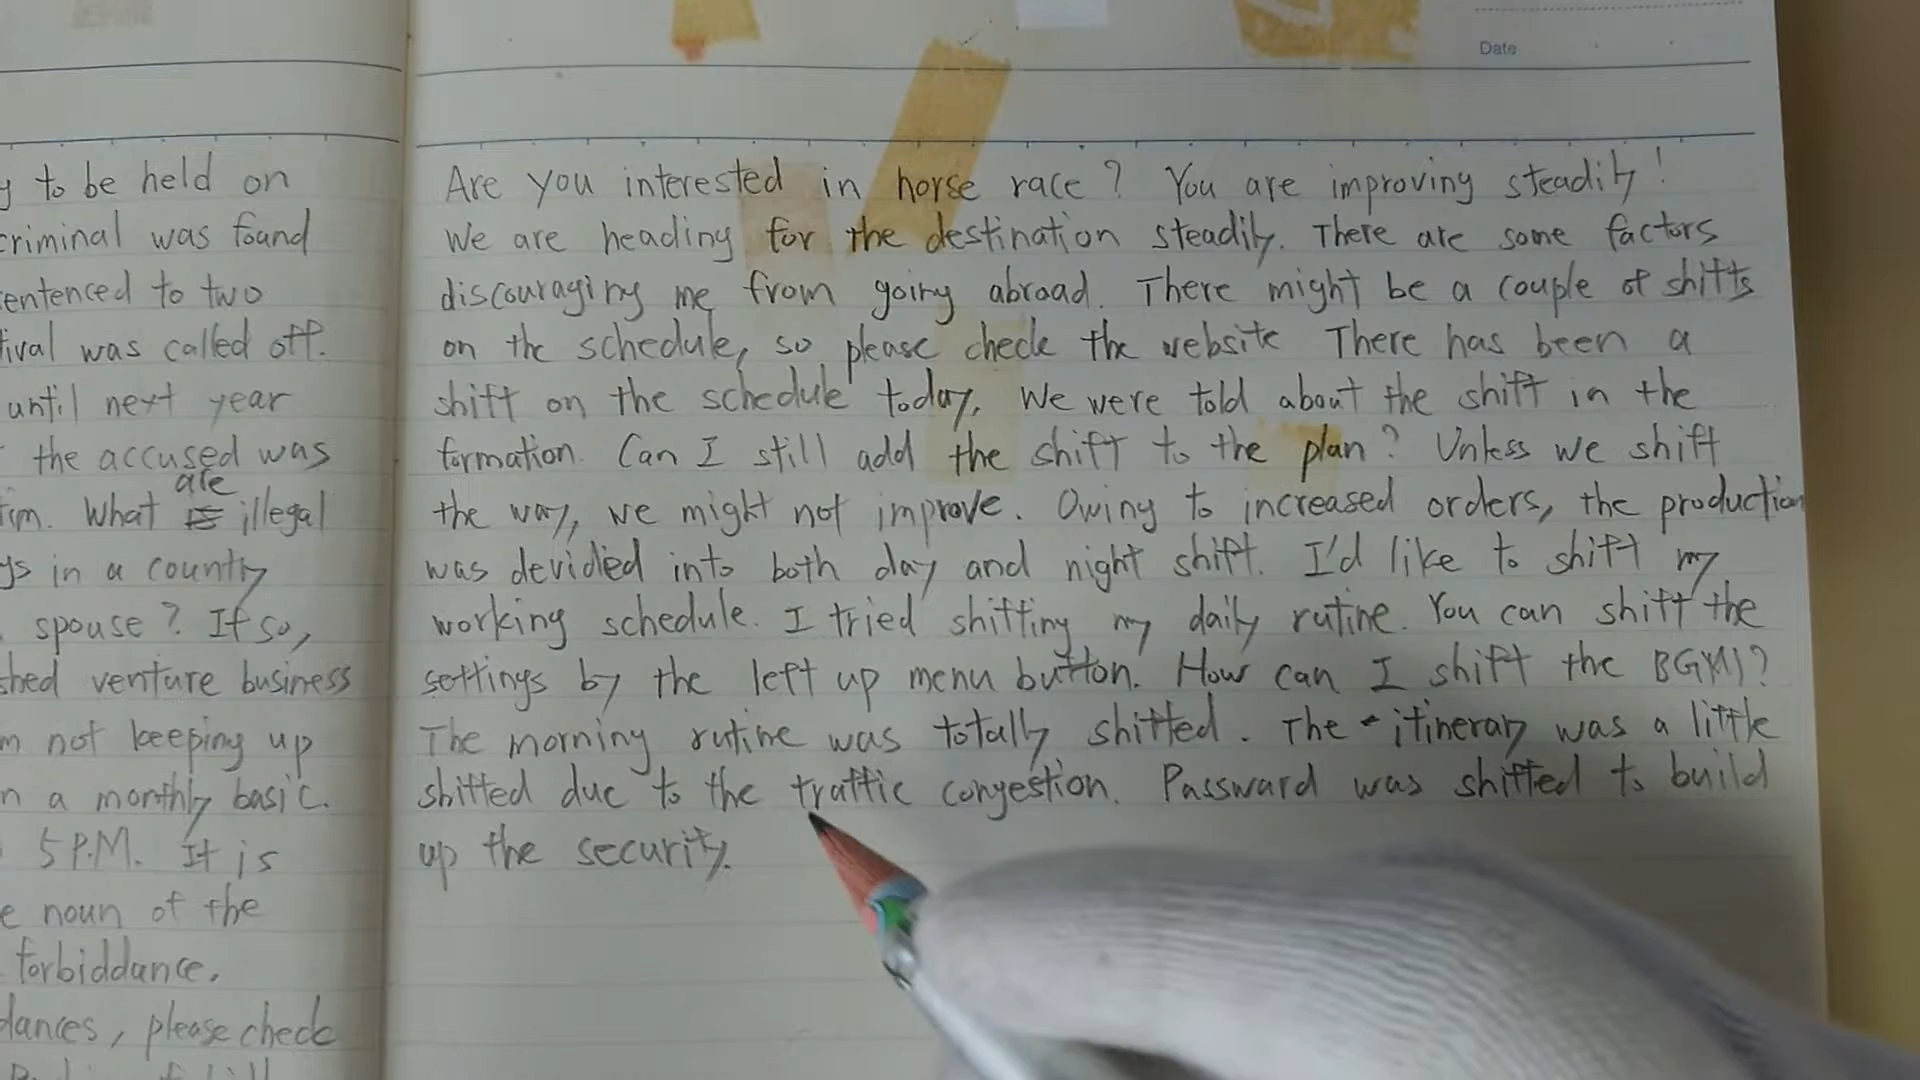 Date
to be held on
criminal was found
sentenced to two
was called off.
until next year
the accused was
are
What is illegal
in a county
spouse? If so,
venture business
not keeping up
a monthly basic.
5 P.M. It is
noun of the
forbiddance.
please check
Are you interested in horse race? You are improving steadily!
We are heading for the destination steadily. There are some factors
discouraging me from going abroad. There might be a couple of shifts
on the schedule, so please check the website There has been a
shift on the schedule today. We were told about the shift in the
formation. Can I still add the shift to the plan? Unless we shift
the way, we might not improve. Owing to increased orders, the production
was devided into both day and night shift. I'd like to shift my
working schedule. I tried shifting my daily rutine. You can shift the
settings by the left up menu button. How can I shift the BGM?
The morning rutine was totally shifted. The itinerary was a little
shifted due to the traffic congestion. Passward was shifted to build
up the security.